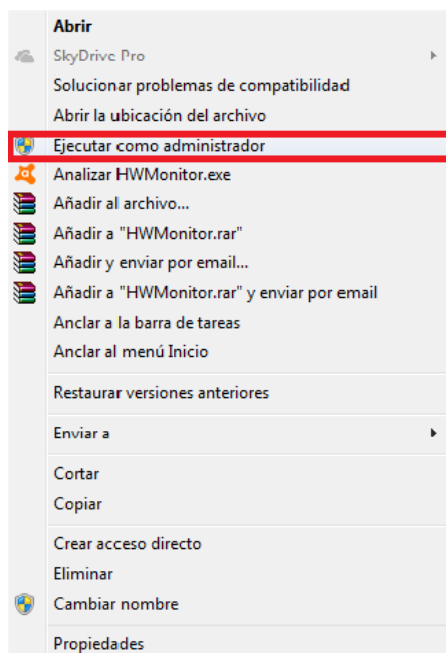 Abrir
SkyDrive Pro
Solucionar problemas de compatibilidad
Abrir la ubicación del archivo
Ejecutar como administrador
Analizar HWMonitor.exe
Añadir al archivo...
Añadir a "HWMonitor.rar"
Añadir y enviar por email...
Añadir a "HWMonitor.rar" y enviar por email
Anclar a la barra de tareas
Anclar al menú Inicio
Restaurar versiones anteriores
Enviar a
Cortar
Copiar
Crear acceso directo
Eliminar
Cambiar nombre
Propiedades